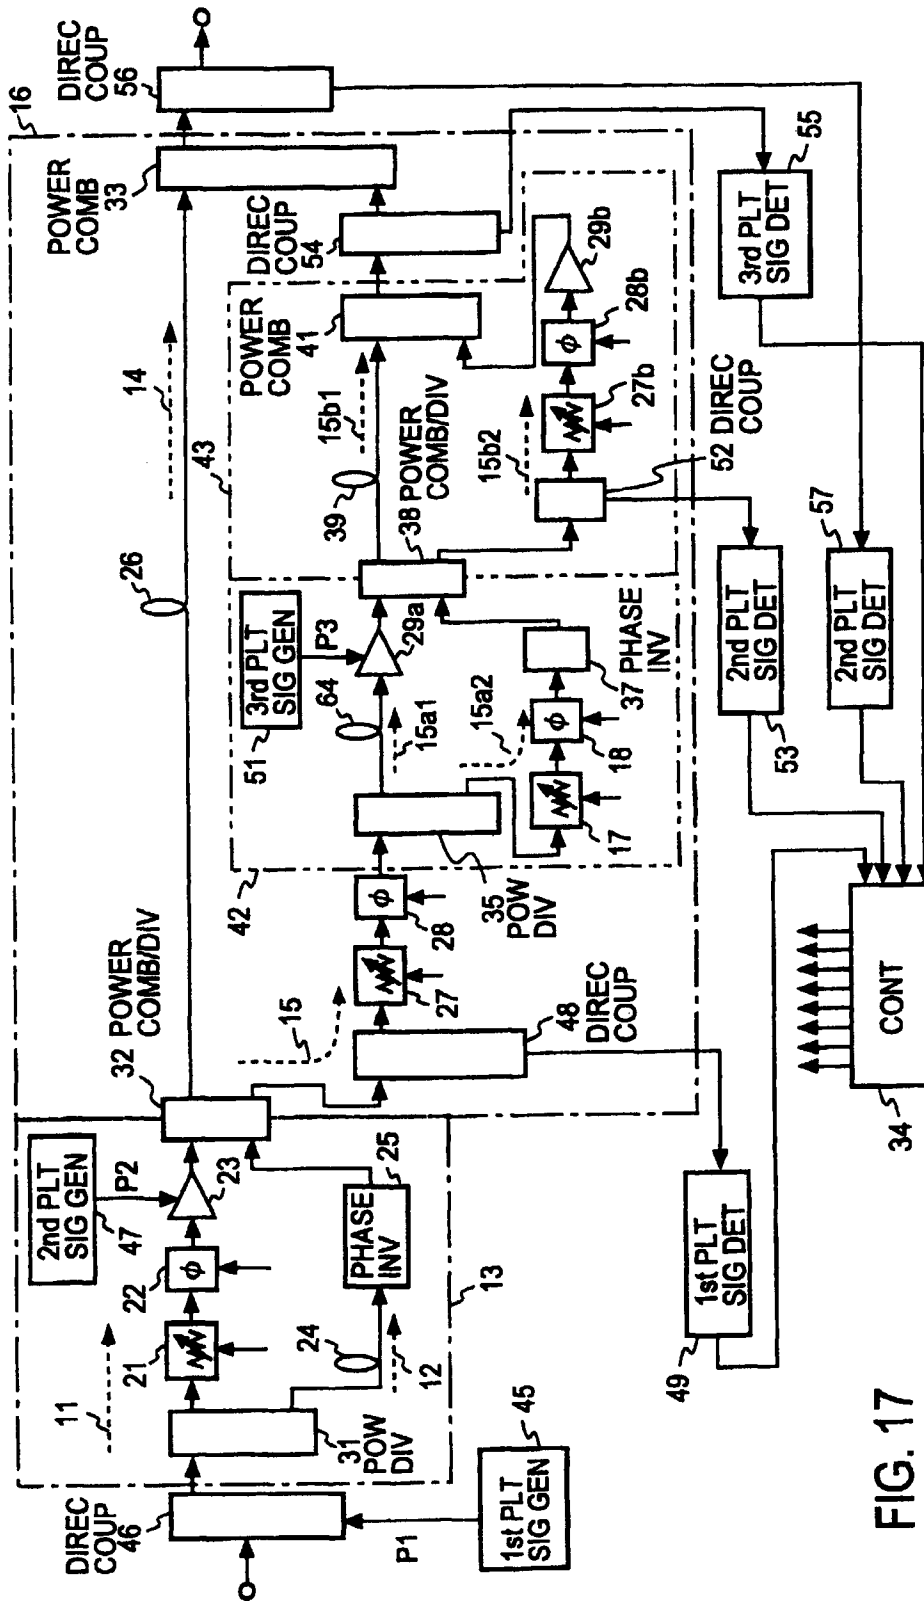 DIREC
COUP
46
11
21
22
2nd PLT
SIG GEN
47
P2
φ
23
31
POW
DIV
24
12
PHASE
INV
25
13
P1
1st PLT
SIG GEN
45
32
POWER
COMB/DIV
15
26
14
POWER
COMB
33
16
DIREC
COUP
56
27
φ
28
48
DIREC
COUP
42
35
POW
DIV
3rd PLT
SIG GEN
51
P3
64
29a
15a1
15a2
17
φ
18
37
PHASE
INV
43
38
POWER
COMB/DIV
39
15b1
POWER
COMB
41
DIREC
COUP
54
15b2
52
DIREC
COUP
27b
φ
28b
29b
49
1st PLT
SIG DET
2nd PLT
SIG DET
53
2nd PLT
SIG DET
57
3rd PLT
SIG DET
55
34
CONT
FIG. 17